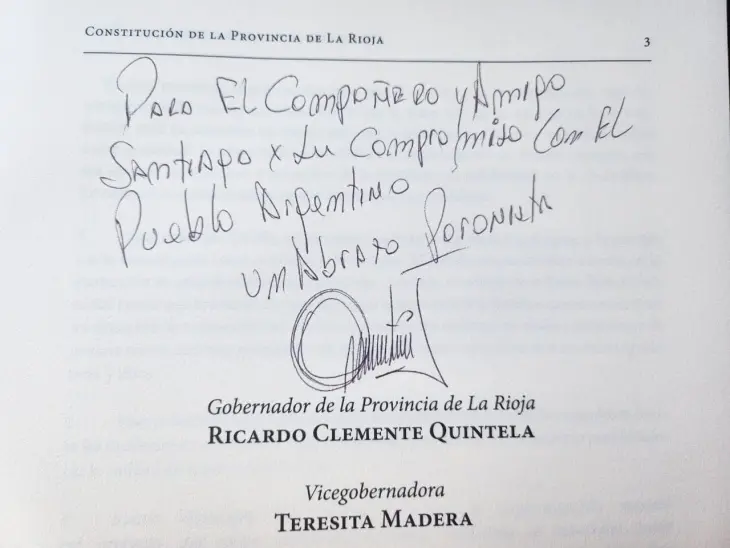 Constitución de la Provincia de La Rioja 3
Para El Compañero y Amigo
Santiago x su Compromiso Con El
Pueblo Argentino
un Abrazo Peronista
Quintela
Gobernador de la Provincia de La Rioja
Ricardo Clemente Quintela
Vicegobernadora
Teresita Madera